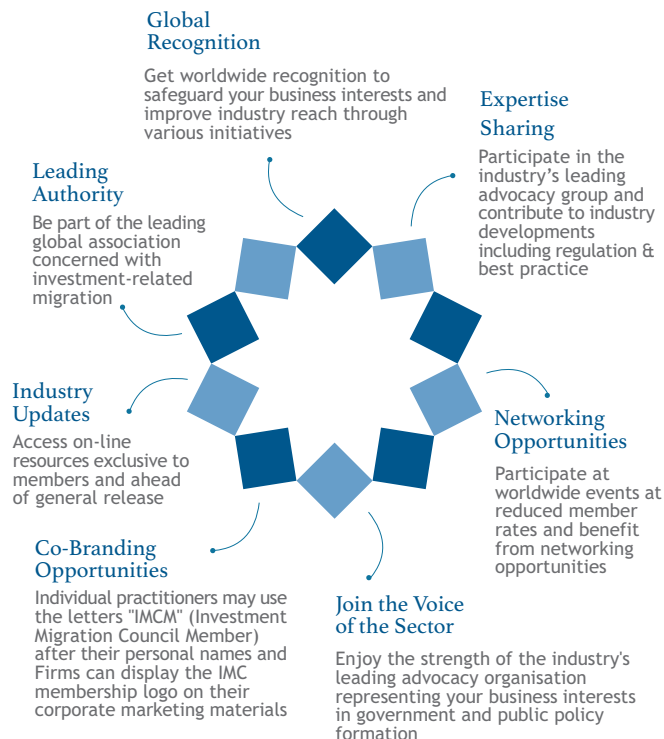 Global
Recognition
Get worldwide recognition to
safeguard your business interests and
improve industry reach through
various initiatives
Expertise
Sharing
Participate in the
industry’s leading
advocacy group and
contribute to industry
developments
including regulation &
best practice
Leading
Authority
Be part of the leading
global association
concerned with
investment-related
migration
Industry
Updates
Access on-line
resources exclusive to
members and ahead
of general release
Networking
Opportunities
Participate at
worldwide events at
reduced member
rates and benefit
from networking
opportunities
Co-Branding
Opportunities
Individual practitioners may use
the letters "IMCM" (Investment
Migration Council Member)
after their personal names and
Firms can display the IMC
membership logo on their
corporate marketing materials
Join the Voice
of the Sector
Enjoy the strength of the industry's
leading advocacy organisation
representing your business interests
in government and public policy
formation